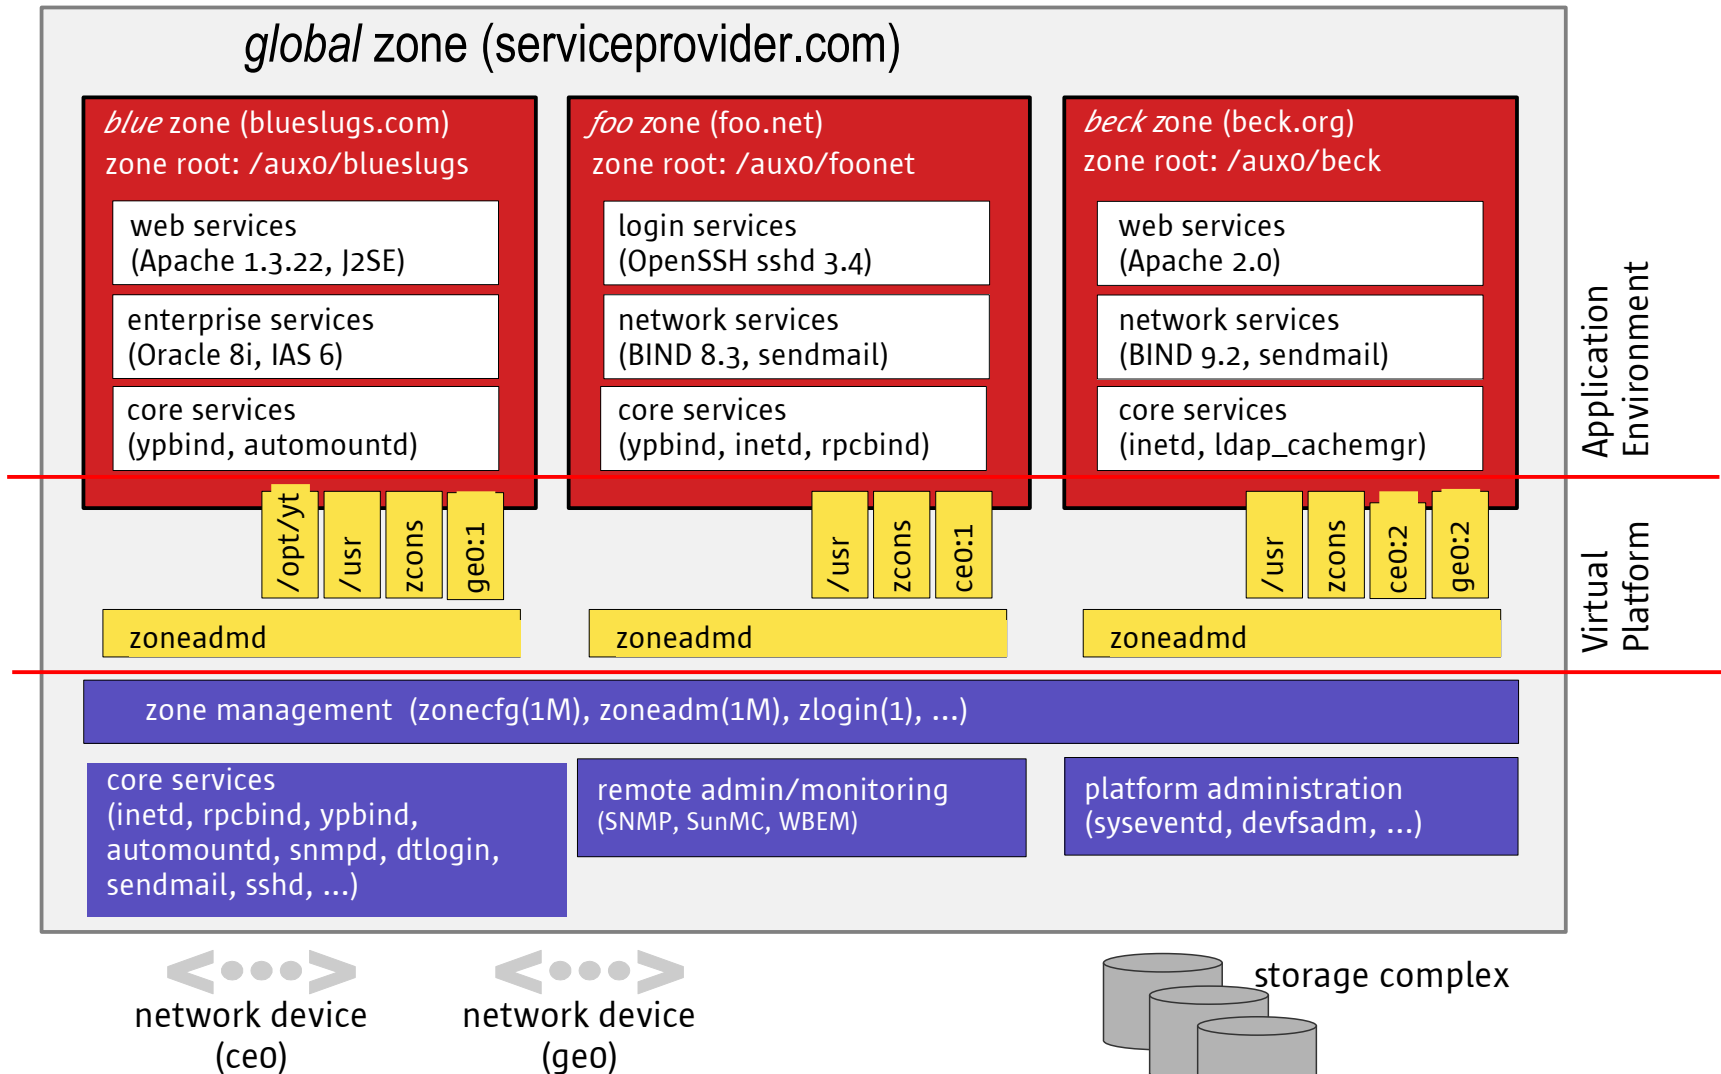 global zone (serviceprovider.com)
blue zone (blueslugs.com)
zone root: /aux0/blueslugs
web services
(Apache 1.3.22, J2SE)
enterprise services
(Oracle 8i, IAS 6)
core services
(ypbind, automountd)
foo zone (foo.net)
zone root: /aux0/foonet
login services
(OpenSSH sshd 3.4)
network services
(BIND 8.3, sendmail)
core services
(ypbind, inetd, rpcbind)
beck zone (beck.org)
zone root: /aux0/beck
web services
(Apache 2.0)
network services
(BIND 9.2, sendmail)
core services
(inetd, ldap_cachemgr)
Application
Environment
/opt/yt
/usr
zcons
ge0:1
/usr
zcons
ce0:1
/usr
zcons
ce0:2
ge0:2
zoneadmd
zoneadmd
zoneadmd
Virtual
Platform
zone management (zonecfg(1M), zoneadm(1M), zlogin(1), ...)
core services
(inetd, rpcbind, ypbind,
automountd, snmpd, dtlogin,
sendmail, sshd, ...)
remote admin/monitoring
(SNMP, SunMC, WBEM)
platform administration
(syseventd, devfsadm, ...)
network device
(ce0)
network device
(ge0)
storage complex